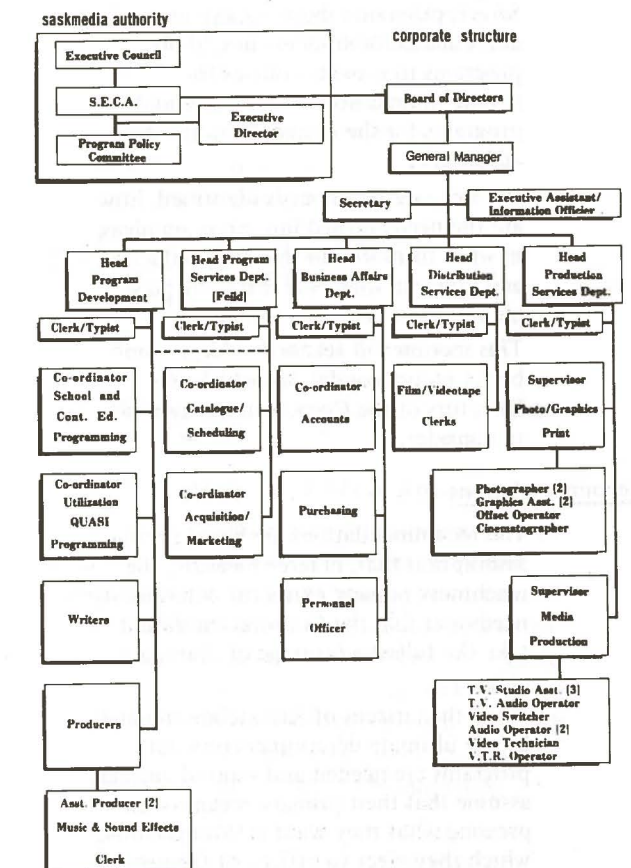 saskmedia authority
corporate structure
Executive Council
S.E.C.A.
Executive
Director
Program Policy
Committee
Board of Directors
General Manager
Secretary
Executive Assistant/
Information Officier
Head
Program
Development
Head Program
Services Dept.
[Feild]
Head
Business Affairs
Dept.
Head
Distribution
Services Dept.
Head
Production
Services Dept.
Clerk/Typist
Clerk/Typist
Clerk/Typist
Clerk/Typist
Clerk/Typist
Co-ordinator
School and
Cont. Ed.
Programming
Co-ordinator
Catalogue/
Scheduling
Co-ordinator
Accounts
Film/Videotape
Clerks
Supervisor
Photo/Graphics
Print
Co-ordinator
Utilization
QUASI
Programming
Co-ordinator
Acquisition/
Marketing
Purchasing
Photographer [2]
Graphics Asst. [2]
Offset Operator
Cinematographer
Writers
Personnel
Officer
Supervisor
Media
Production
Producers
T.V. Studio Asst. [3]
T.V. Audio Operator
Video Switcher
Audio Operator [2]
Video Technician
V.T.R. Operator
Asst. Producer [2]
Music & Sound Effects
Clerk